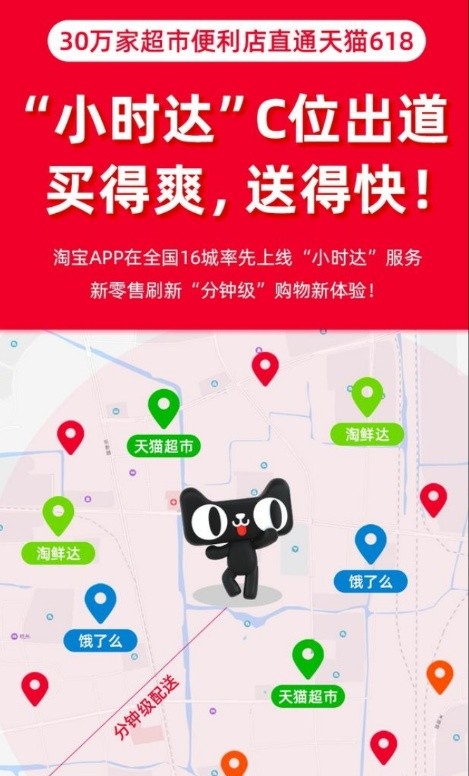 30万家超市便利店直通天猫618
“小时达”C位出道
买得爽，送得快！
淘宝APP在全国16城率先上线“小时达”服务
新零售刷新“分钟级”购物新体验！
天猫超市
淘鲜达
淘鲜达
饿了么
饿了么
天猫超市
分钟级配送